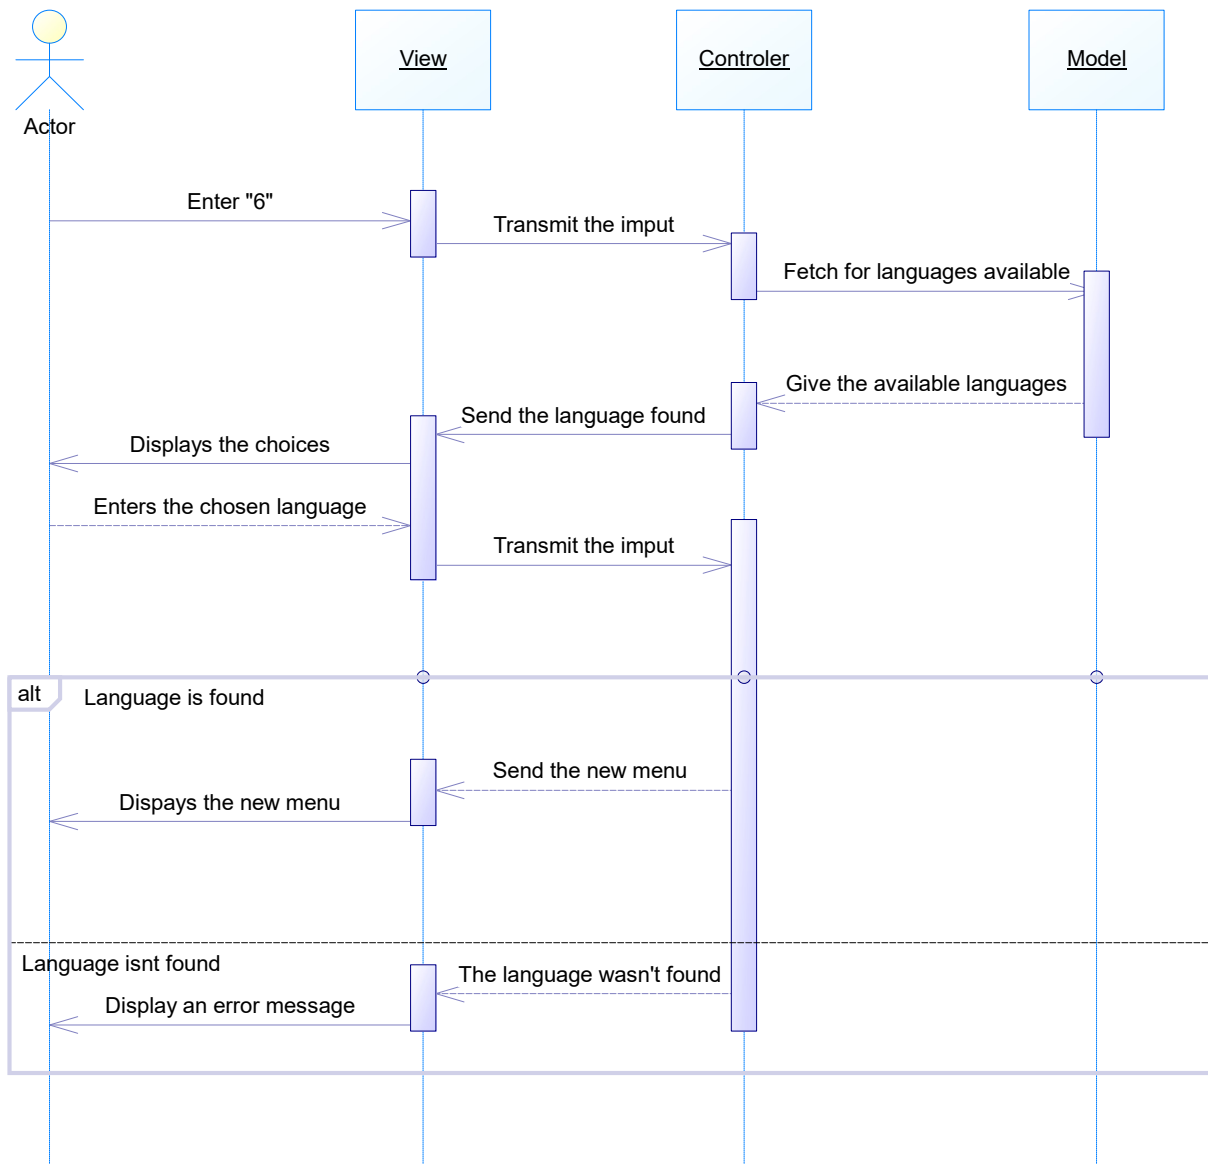 View
Controler
Model
Actor
Enter "6"
Transmit the imput
Fetch for languages available
Give the available languages
Send the language found
Displays the choices
Enters the chosen language
Transmit the imput
alt
Language is found
Send the new menu
Dispays the new menu
Language isnt found
The language wasn't found
Display an error message